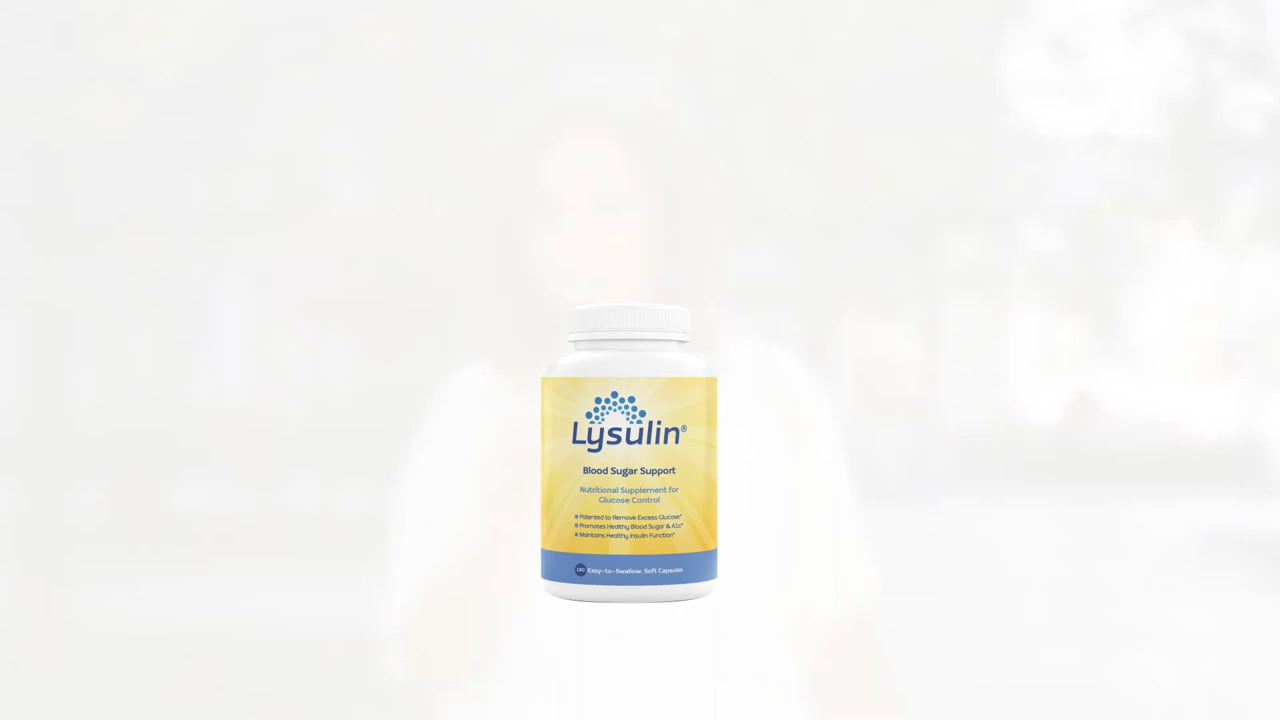 Lysulin®
Blood Sugar Support
Nutritional Supplement for
Glucose Control
Patented to Remove Excess Glucose*
Promotes Healthy Blood Sugar & A1c*
Maintains Healthy Insulin Function*
180 Easy-to-Swallow, Soft Capsules